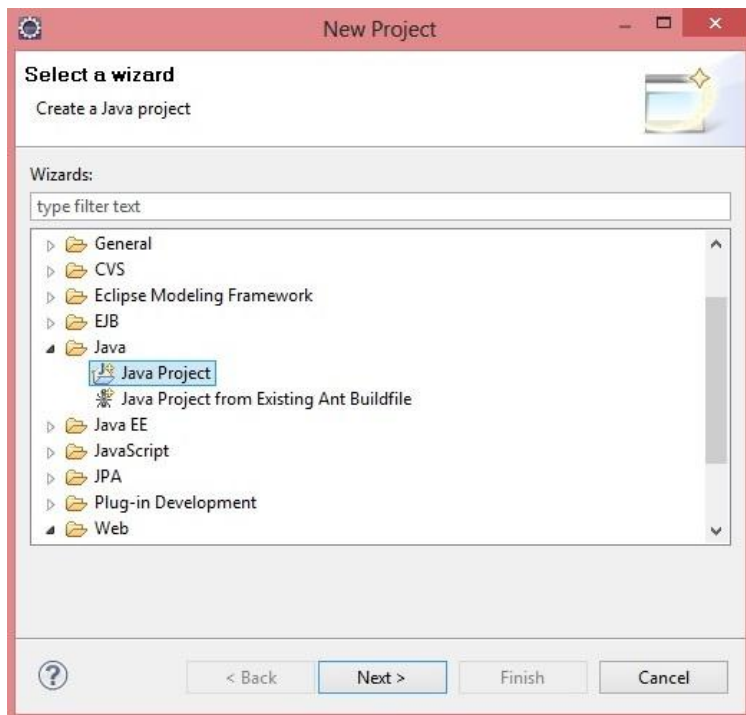 New Project
Select a wizard
Create a Java project
Wizards:
type filter text
General
CVS
Eclipse Modeling Framework
EJB
Java
Java Project
Java Project from Existing Ant Buildfile
Java EE
JavaScript
JPA
Plug-in Development
Web
? < Back Next > Finish Cancel